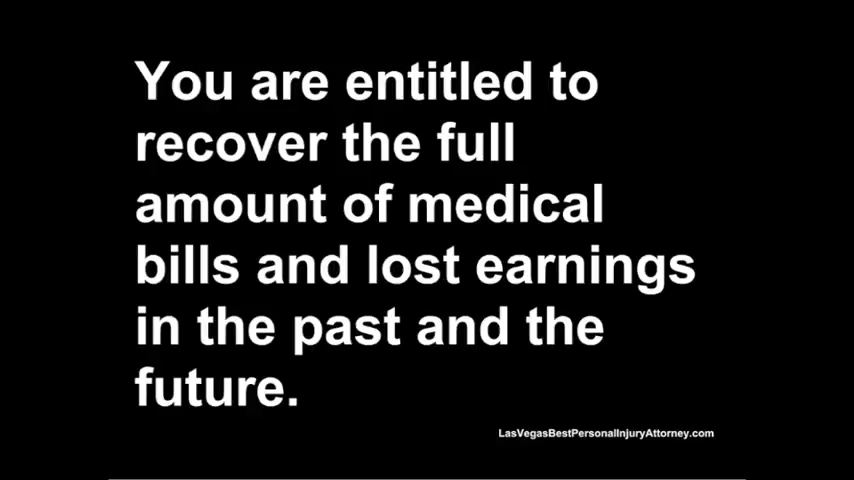 You are entitled to
recover the full
amount of medical
bills and lost earnings
in the past and the
future.
LasVegasBestPersonalInjuryAttorney.com